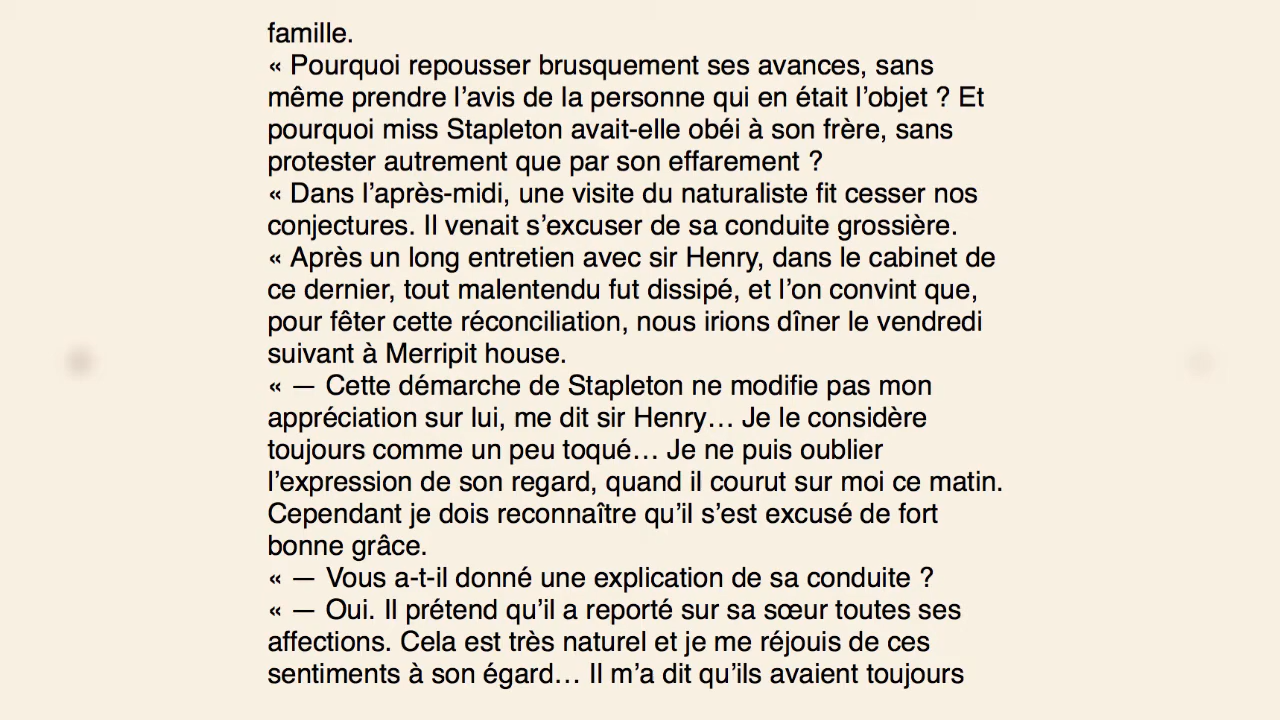 famille.
« Pourquoi repousser brusquement ses avances, sans
même prendre l’avis de la personne qui en était l’objet ? Et
pourquoi miss Stapleton avait-elle obéi à son frère, sans
protester autrement que par son effarement ?
« Dans l’après-midi, une visite du naturaliste fit cesser nos
conjectures. Il venait s’excuser de sa conduite grossière.
« Après un long entretien avec sir Henry, dans le cabinet de
ce dernier, tout malentendu fut dissipé, et l’on convint que,
pour fêter cette réconciliation, nous irions dîner le vendredi
suivant à Merripit house.
« — Cette démarche de Stapleton ne modifie pas mon
appréciation sur lui, me dit sir Henry… Je le considère
toujours comme un peu toqué… Je ne puis oublier
l’expression de son regard, quand il courut sur moi ce matin.
Cependant je dois reconnaître qu’il s’est excusé de fort
bonne grâce.
« — Vous a-t-il donné une explication de sa conduite ?
« — Oui. Il prétend qu’il a reporté sur sa sœur toutes ses
affections. Cela est très naturel et je me réjouis de ces
sentiments à son égard… Il m’a dit qu’ils avaient toujours